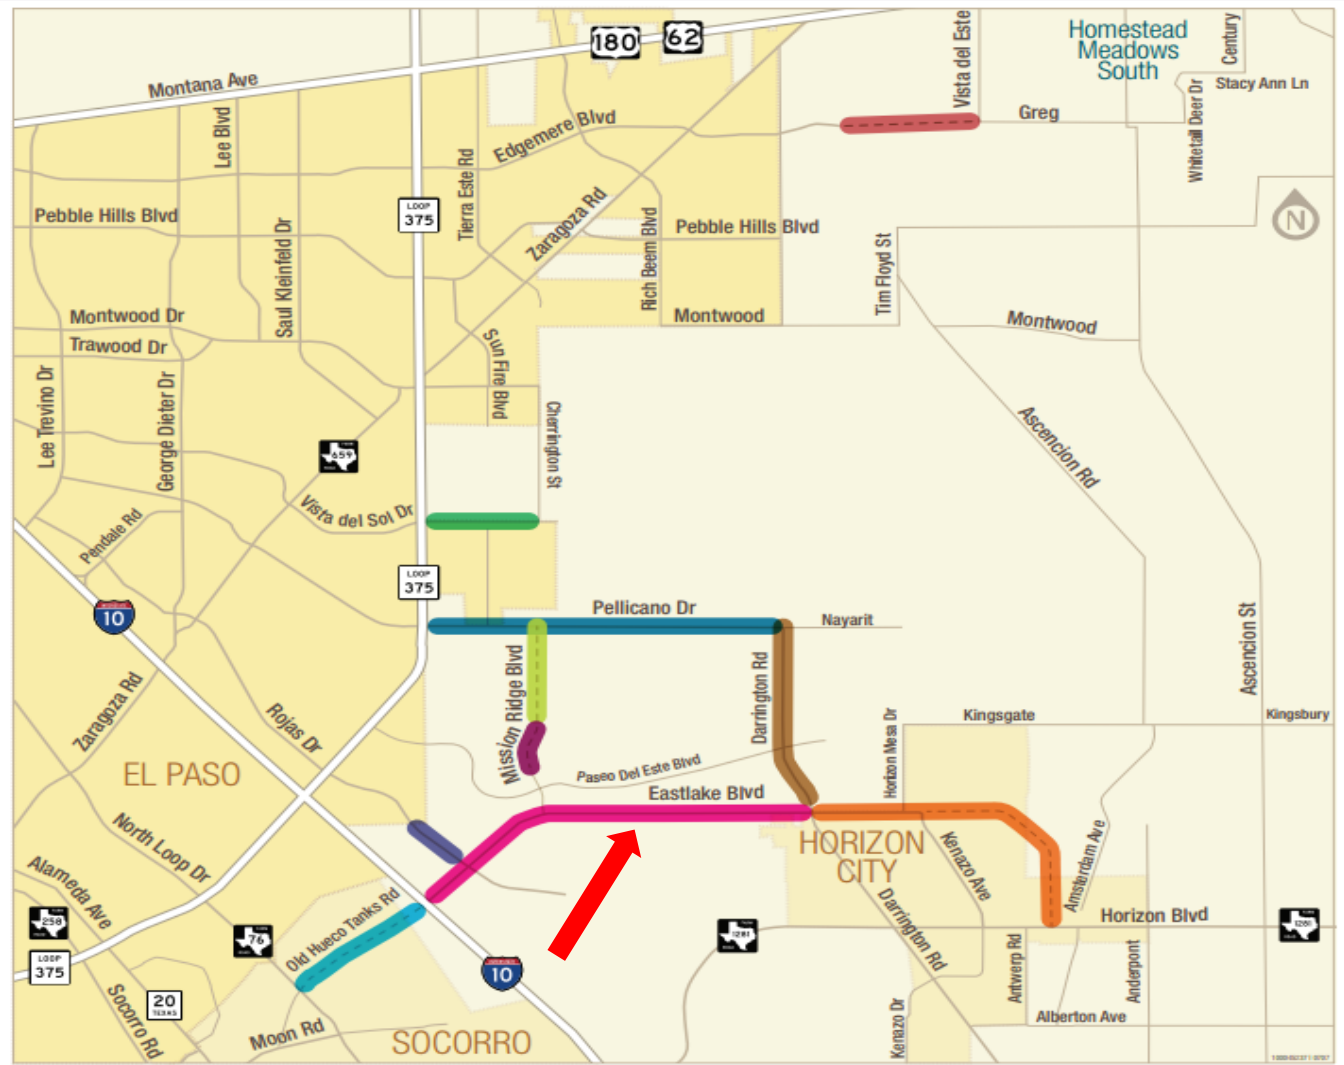 180
62
Montana Ave
Lee Blvd
Edgemere Blvd
Vista del Este
Homestead
Meadows
South
Century
Stacy Ann Ln
Whitetail Deer Dr
Greg
Pebble Hills Blvd
LOOP
375
Tierra Este Rd
Zaragoza Rd
Rich Beem Blvd
Pebble Hills Blvd
Saul Kleinfeld Dr
Tim Floyd St
N
Montwood Dr
Trawood Dr
Montwood
Montwood
Sun Fire Blvd
Lee Trevino Dr
George Dieter Dr
659
Cherrington St
Ascencion Rd
Pendale Rd
Vista del Sol Dr
LOOP
375
10
Pellicano Dr
Nayarit
Mission Ridge Blvd
Darrington Rd
Ascencion St
Zaragoza Rd
Rojas Dr
Horizon Mesa Dr
Kingsgate
Kingsbury
EL PASO
Paseo Del Este Blvd
Eastlake Blvd
North Loop Dr
HORIZON
CITY
Kenazo Ave
Amsterdam Ave
Alameda Ave
258
LOOP
375
76
Old Hueco Tanks Rd
10
1281
Darrington Rd
Horizon Blvd
1281
Antwerp Rd
Anderpont
Socorro Rd
20
TEXAS
Moon Rd
SOCORRO
Kenazo Dr
Alberton Ave